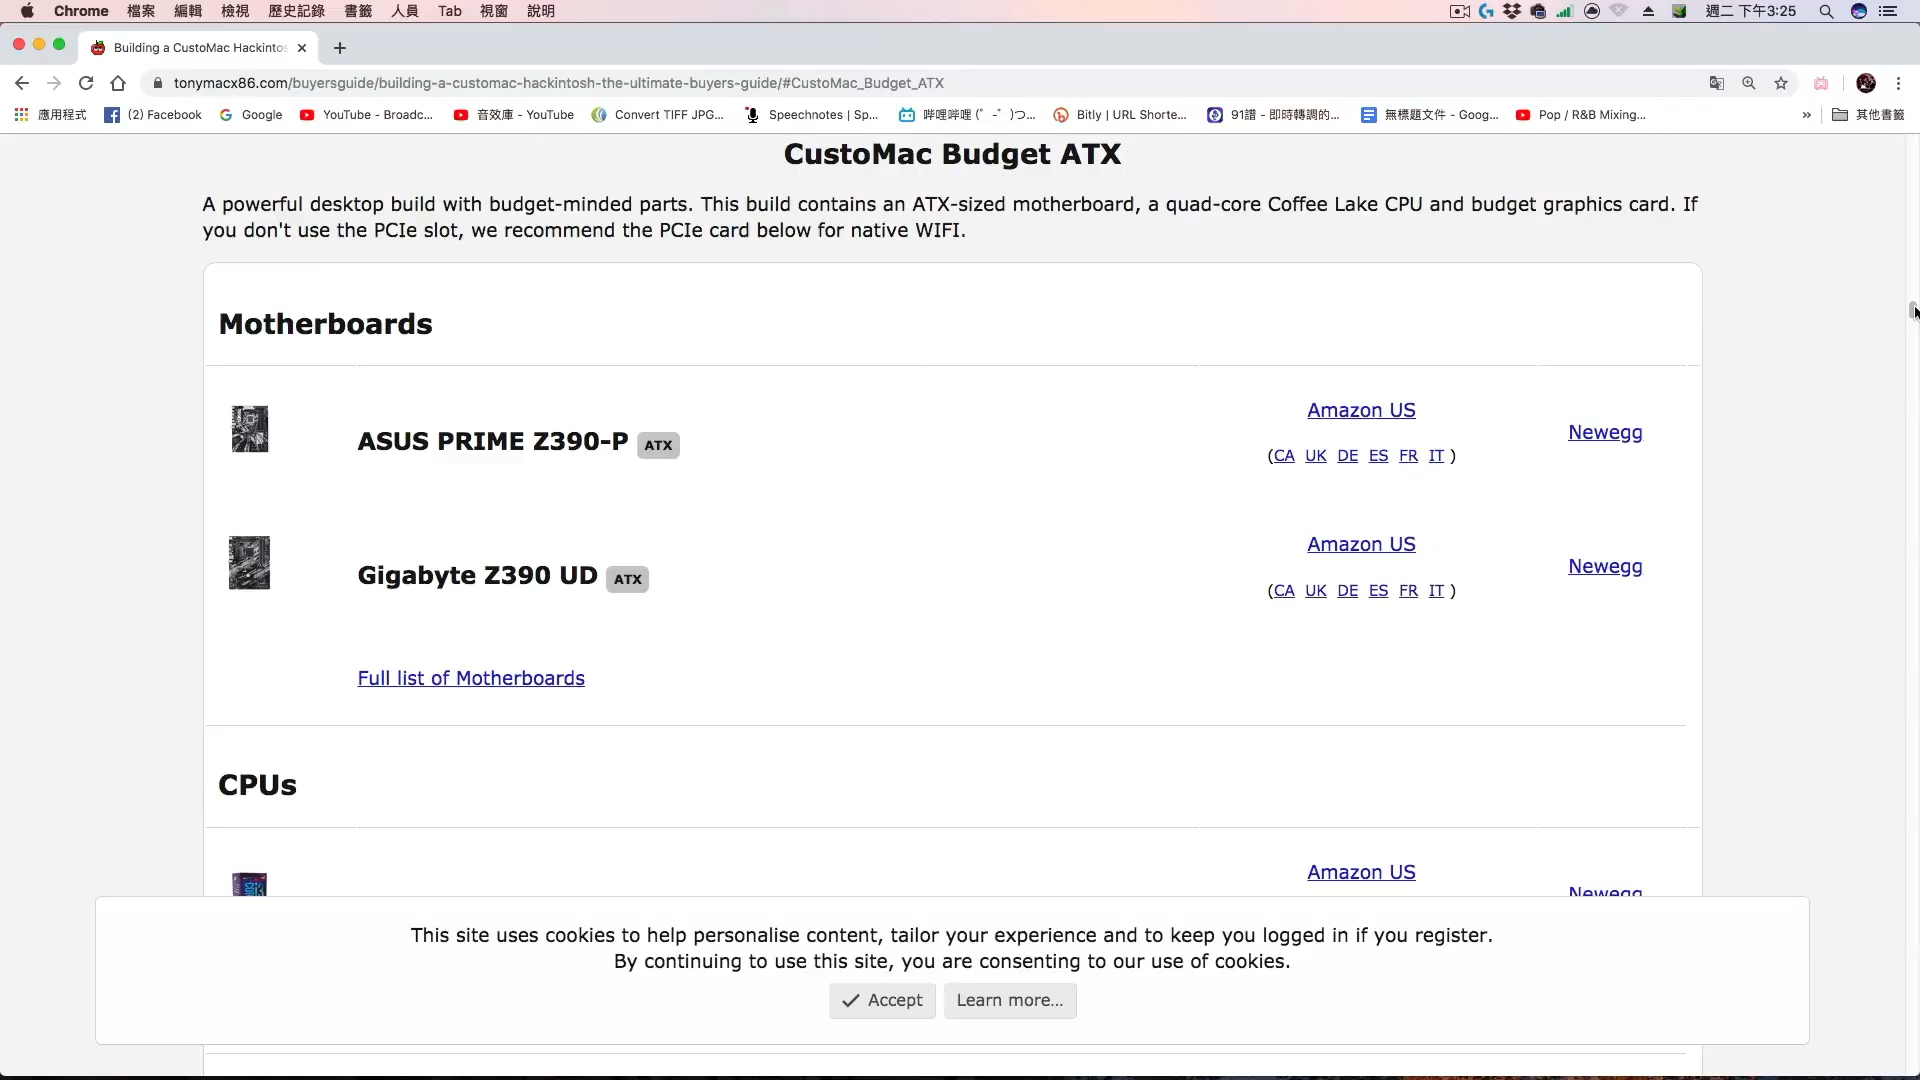 Chrome 檔案 編輯 檢視 歷史記錄 書籤 人員 Tab 視窗 說明 週二 下午3:25
Building a CustoMac Hackintos
tonymacx86.com/buyersguide/building-a-customac-hackintosh-the-ultimate-buyers-guide/#CustoMac_Budget_ATX
應用程式 (2) Facebook Google YouTube - Broadc... 音效庫 - YouTube Convert TIFF JPG... Speechnotes | Sp... 嗶哩嗶哩 (゜-゜)つ... Bitly | URL Shorte... 91譜 - 即時轉調的... 無標題文件 - Goog... Pop / R&B Mixing... » 其他書籤
CustoMac Budget ATX
A powerful desktop build with budget-minded parts. This build contains an ATX-sized motherboard, a quad-core Coffee Lake CPU and budget graphics card. If
you don't use the PCIe slot, we recommend the PCIe card below for native WIFI.
Motherboards
ASUS PRIME Z390-P ATX
Amazon US
(CA UK DE ES FR IT )
Newegg
Gigabyte Z390 UD ATX
Amazon US
(CA UK DE ES FR IT )
Newegg
Full list of Motherboards
CPUs
Amazon US
Newegg
This site uses cookies to help personalise content, tailor your experience and to keep you logged in if you register.
By continuing to use this site, you are consenting to our use of cookies.
Accept Learn more...